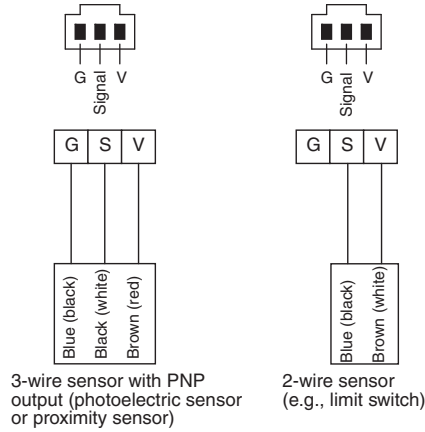 G Signal V
G Signal V
G S V
G S V
Blue (black)
Black (white)
Brown (red)
Blue (black)
Brown (white)
3-wire sensor with PNP
output (photoelectric sensor
or proximity sensor)
2-wire sensor
(e.g., limit switch)